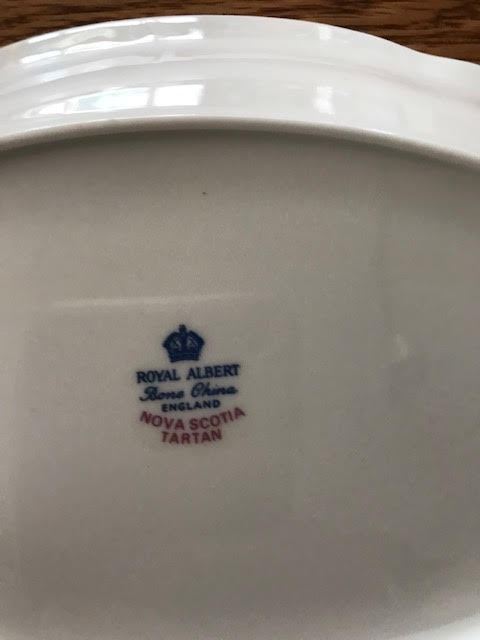 ROYAL ALBERT
Bone China
ENGLAND
NOVA SCOTIA
TARTAN